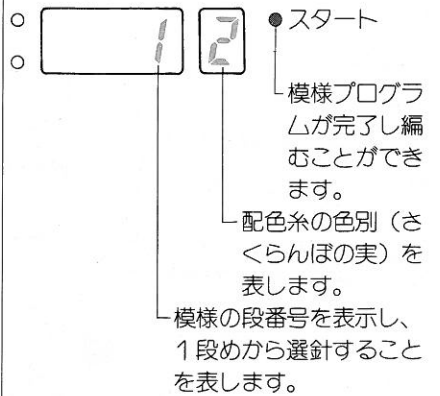 1 2 ●スタート
模様プログラ
ムが完了し編
むことができ
ます。
配色糸の色別（さ
くらんぼの実）を
表します。
模様の段番号を表示し、
1段めから選針すること
を表します。